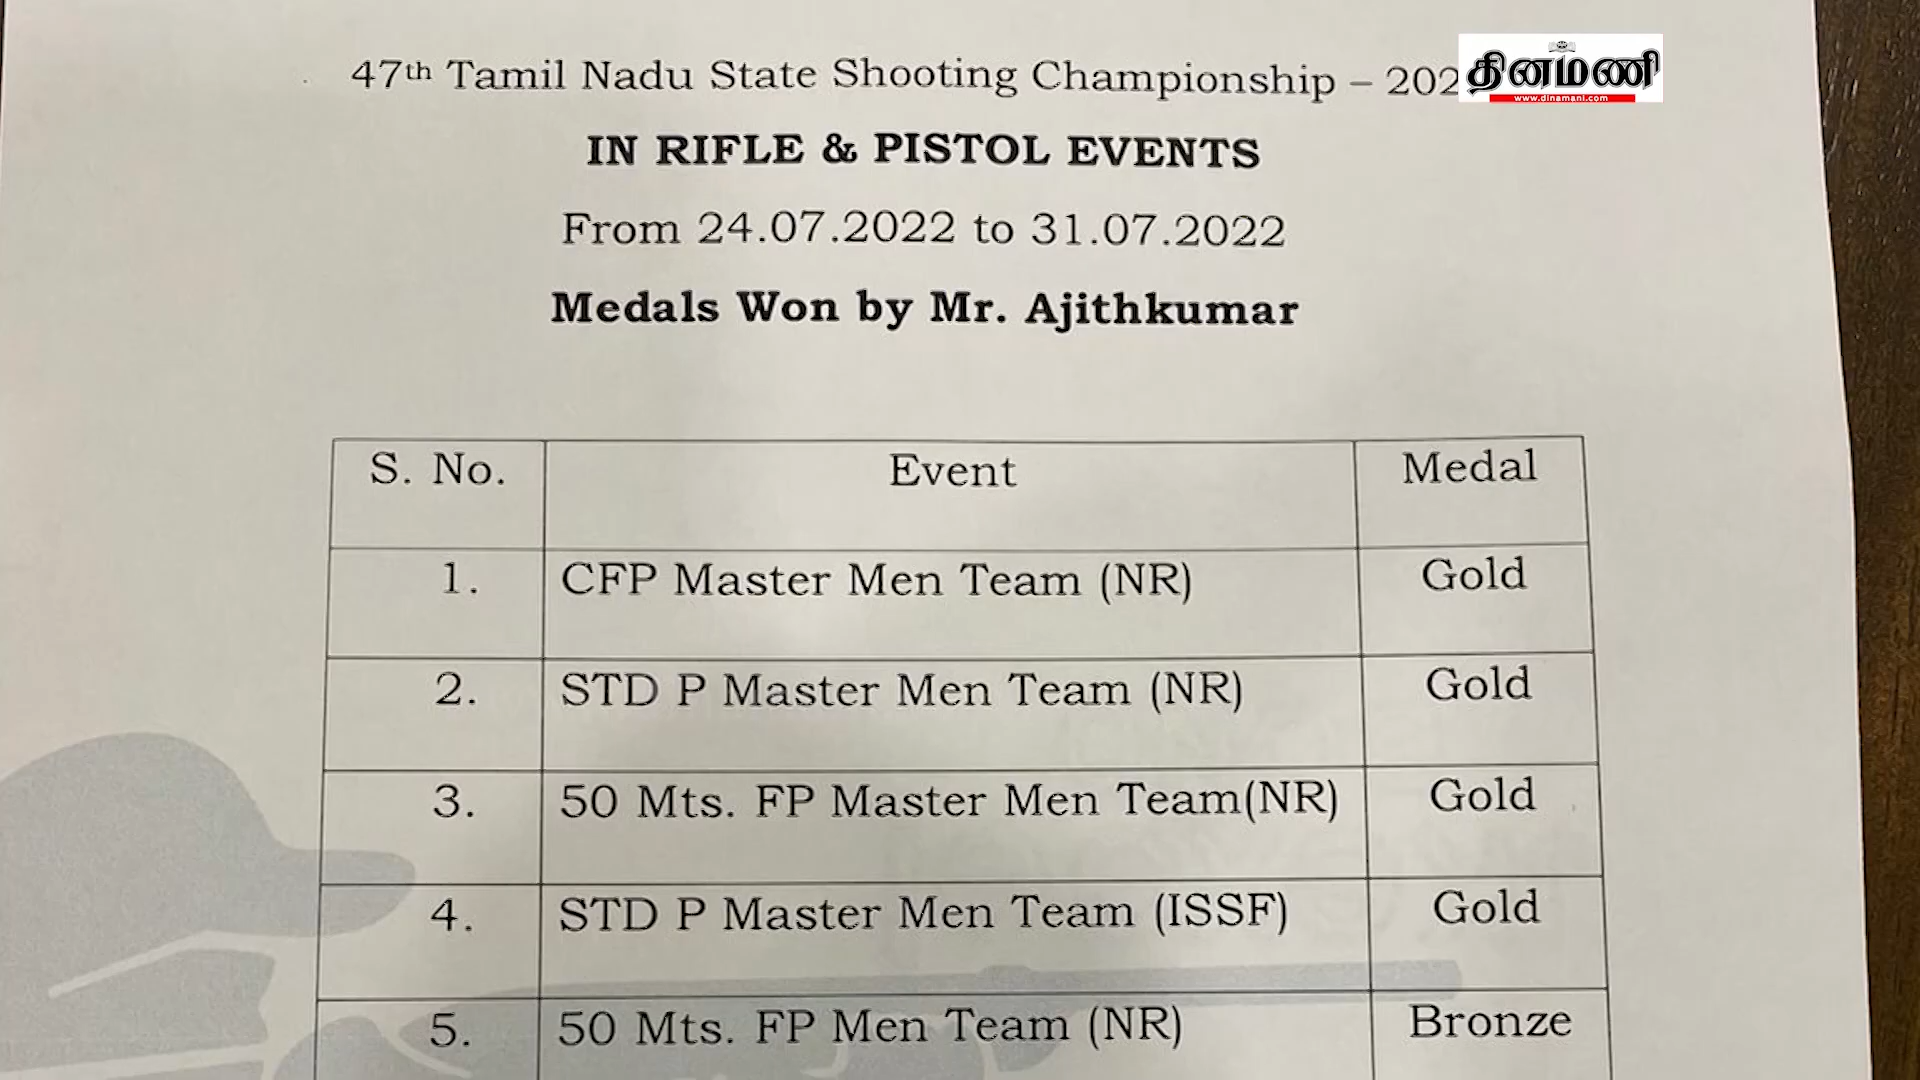 47th Tamil Nadu State Shooting Championship – 202
தினமணி
www.dinamani.com
IN RIFLE & PISTOL EVENTS
From 24.07.2022 to 31.07.2022
Medals Won by Mr. Ajithkumar
S. No. Event Medal
1. CFP Master Men Team (NR) Gold
2. STD P Master Men Team (NR) Gold
3. 50 Mts. FP Master Men Team(NR) Gold
4. STD P Master Men Team (ISSF) Gold
5. 50 Mts. FP Men Team (NR) Bronze